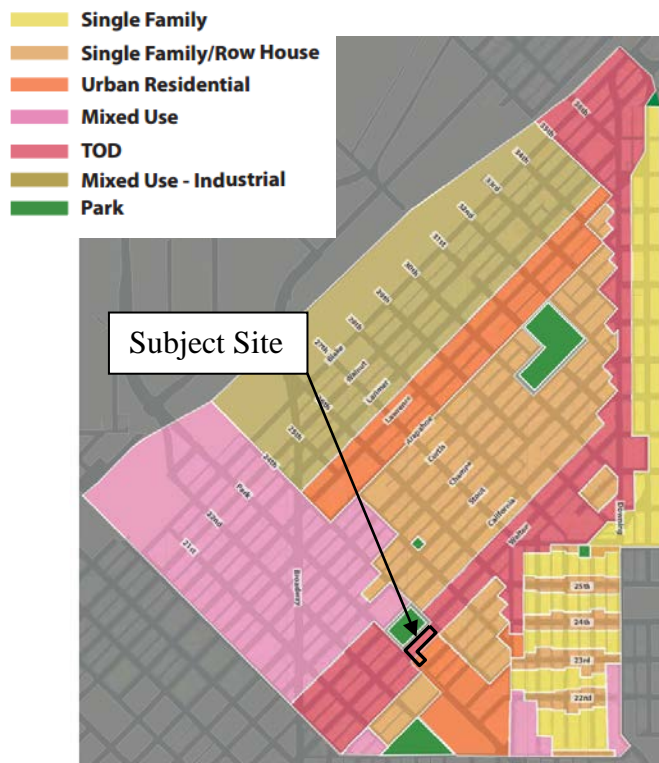 Single Family
Single Family/Row House
Urban Residential
Mixed Use
TOD
Mixed Use - Industrial
Park
36th
35th
34th
33rd
32nd
31st
30th
29th
28th
27th
Blake
Walnut
26th
Larimer
Lawrence
25th
Arapahoe
24th
Curtis
Champa
Park
Stout
22nd
California
21st
Welton
Downing
Broadway
25th
24th
23rd
22nd
Subject Site